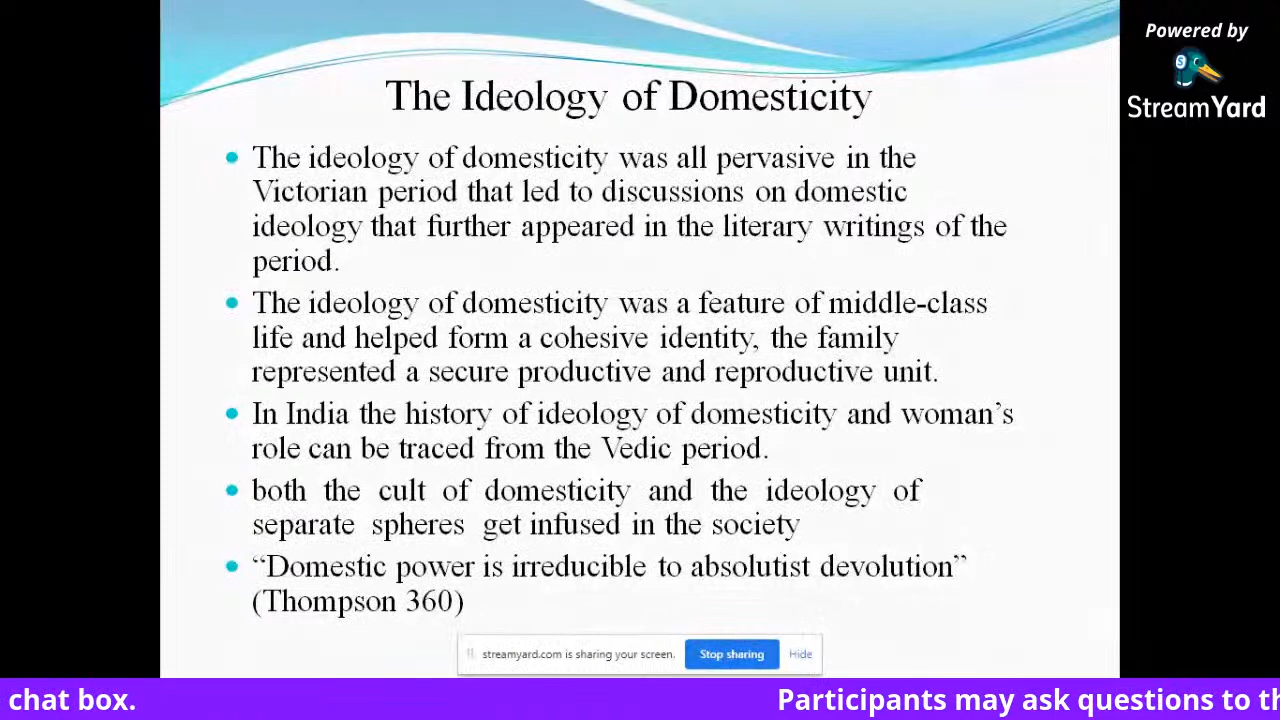 Powered by
StreamYard
The Ideology of Domesticity
The ideology of domesticity was all pervasive in the
Victorian period that led to discussions on domestic
ideology that further appeared in the literary writings of the
period.
The ideology of domesticity was a feature of middle-class
life and helped form a cohesive identity, the family
represented a secure productive and reproductive unit.
In India the history of ideology of domesticity and woman’s
role can be traced from the Vedic period.
both the cult of domesticity and the ideology of
separate spheres get infused in the society
“Domestic power is irreducible to absolutist devolution”
(Thompson 360)
streamyard.com is sharing your screen. Stop sharing Hide
chat box. Participants may ask questions to th